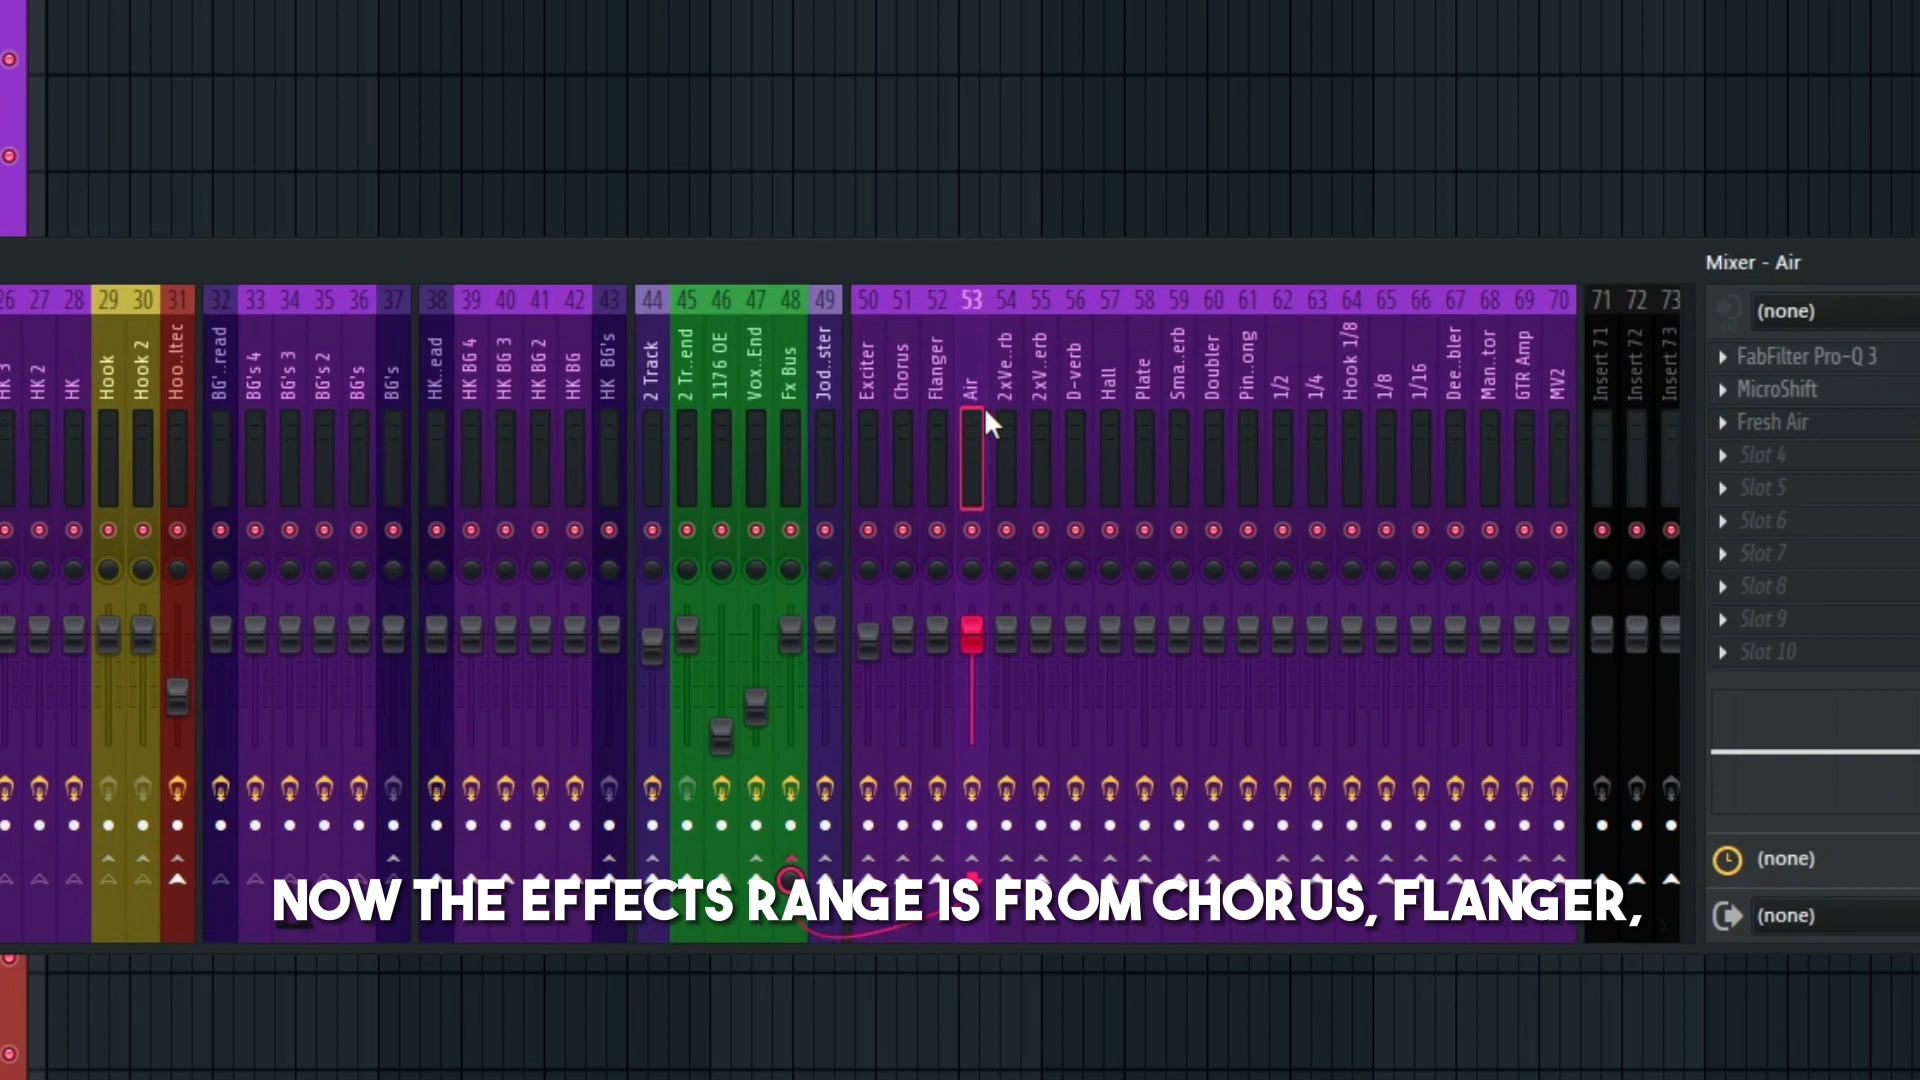 Mixer - Air
26 27 28 29 30 31 32 33 34 35 36 37 38 39 40 41 42 43 44 45 46 47 48 49 50 51 52 53 54 55 56 57 58 59 60 61 62 63 64 65 66 67 68 69 70 71 72 73
HK 3
HK 2
HK
Hook
Hook 2
Hoo..ltec
BG'..read
BG's 4
BG's 3
BG's 2
BG's
BG's
HK..ead
HK BG 4
HK BG 3
HK BG 2
HK BG
HK BG's
2 Track
2 Tr..end
1176 OE
Vox..End
Fx Bus
Jod..ster
Exciter
Chorus
Flanger
Air
2xVe..rb
2xV..erb
D-verb
Hall
Plate
Sma..erb
Doubler
Pin..ong
1/2
1/4
Hook 1/8
1/8
1/16
Dee..bler
Man..tor
GTR Amp
MV2
Insert 71
Insert 72
Insert 73
(none)
FabFilter Pro-Q 3
MicroShift
Fresh Air
Slot 4
Slot 5
Slot 6
Slot 7
Slot 8
Slot 9
Slot 10
(none)
(none)
NOW THE EFFECTS RANGE IS FROM CHORUS, FLANGER,